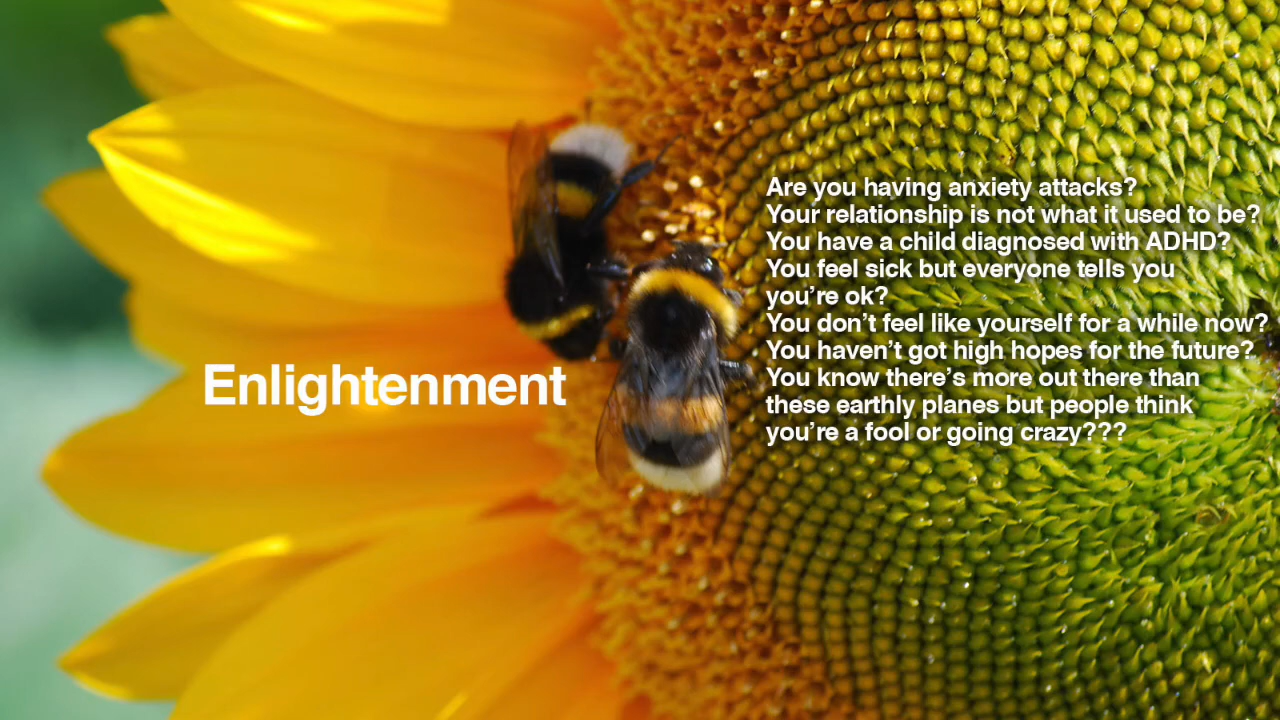 Enlightenment
Are you having anxiety attacks?
Your relationship is not what it used to be?
You have a child diagnosed with ADHD?
You feel sick but everyone tells you
you’re ok?
You don’t feel like yourself for a while now?
You haven’t got high hopes for the future?
You know there’s more out there than
these earthly planes but people think
you’re a fool or going crazy???